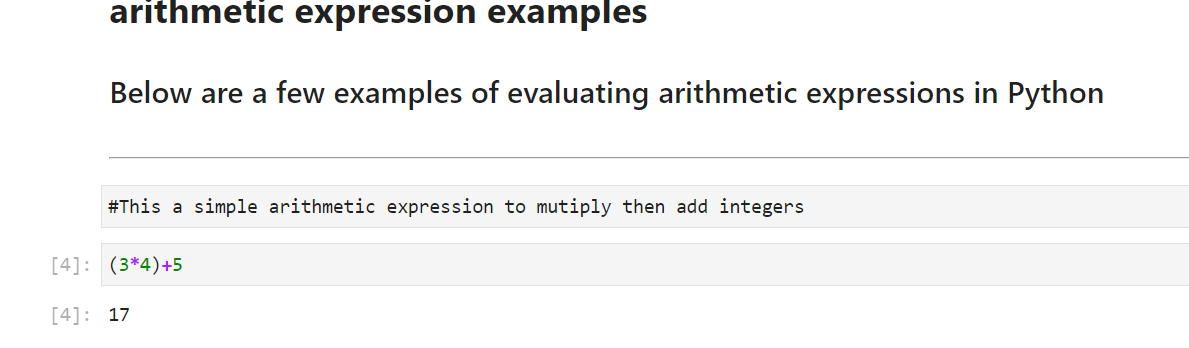 arithmetic expression examples
Below are a few examples of evaluating arithmetic expressions in Python
#This a simple arithmetic expression to mutiply then add integers
[4]: (3*4)+5
[4]: 17